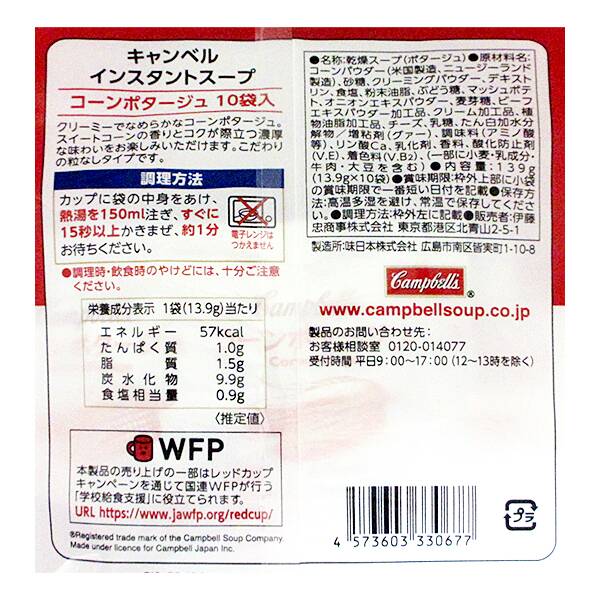 キャンベル
インスタントスープ
コーンポタージュ 10袋入
クリーミーでなめらかなコーンポタージュ。
スイートコーンの香りとコクが際立つ濃厚
な味わいをお楽しみいただけます。こだわり
の粒なしタイプです。
調理方法
カップに袋の中身をあけ、
熱湯を150ml注ぎ、すぐに
15秒以上かきまぜ、約1分
お待ちください。
電子レンジは
つかえません
●調理時・飲食時のやけどには、十分ご注意
ください。
栄養成分表示 1袋(13.9g)当たり
エネルギー 57kcal
たんぱく質 1.0g
脂質 1.5g
炭水化物 9.9g
食塩相当量 0.9g
〈推定値〉
WFP
本製品の売り上げの一部はレッドカップ
キャンペーンを通じて国連WFPが行う
「学校給食支援」に役立てられます。
URL https://www.jawfp.org/redcup/
®Registered trade mark of the Campbell Soup Company.
Made under licence for Campbell Japan Inc.
●名称:乾燥スープ(ポタージュ)●原材料名:
コーンパウダー(米国製造、ニュージーランド
製造)、砂糖、クリーミングパウダー、デキスト
リン、食塩、粉末油脂、ぶどう糖、マッシュポテ
ト、オニオンエキスパウダー、麦芽糖、ビーフ
エキスパウダー加工品、クリーム加工品、植
物油脂加工品、チーズ、乳糖、たん白加水分
解物／増粘剤(グァー)、調味料(アミノ酸
等)、リン酸Ca、乳化剤、香料、酸化防止剤
(V.E)、着色料(V.B₂)、(一部に小麦・乳成分・
牛肉・大豆を含む)●内容量:139g
(13.9g×10袋)●賞味期限:枠外上部に小袋
の賞味期限で一番短い日付を記載●保存方
法:高温多湿を避け、常温で保存してくださ
い。●調理方法:枠外左に記載●販売者:伊藤
忠商事株式会社 東京都港区北青山2-5-1
製造所:味日本株式会社 広島市南区皆実町1-10-8
Campbell's®
www.campbellsoup.co.jp
製品のお問い合わせ先:
お客様相談室 0120-014077
受付時間 平日9:00〜17:00(12〜13時を除く)
プラ
4 573603 330677